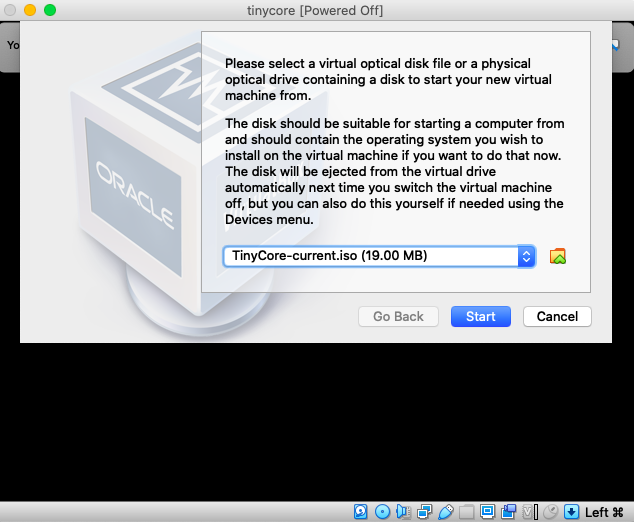 tinycore [Powered Off]
Yo
Please select a virtual optical disk file or a physical
optical drive containing a disk to start your new virtual
machine from.
The disk should be suitable for starting a computer from
and should contain the operating system you wish to
install on the virtual machine if you want to do that now.
The disk will be ejected from the virtual drive
automatically next time you switch the virtual machine
off, but you can also do this yourself if needed using the
Devices menu.
ORACLE
TinyCore-current.iso (19.00 MB)
Go Back
Start
Cancel
Left ⌘